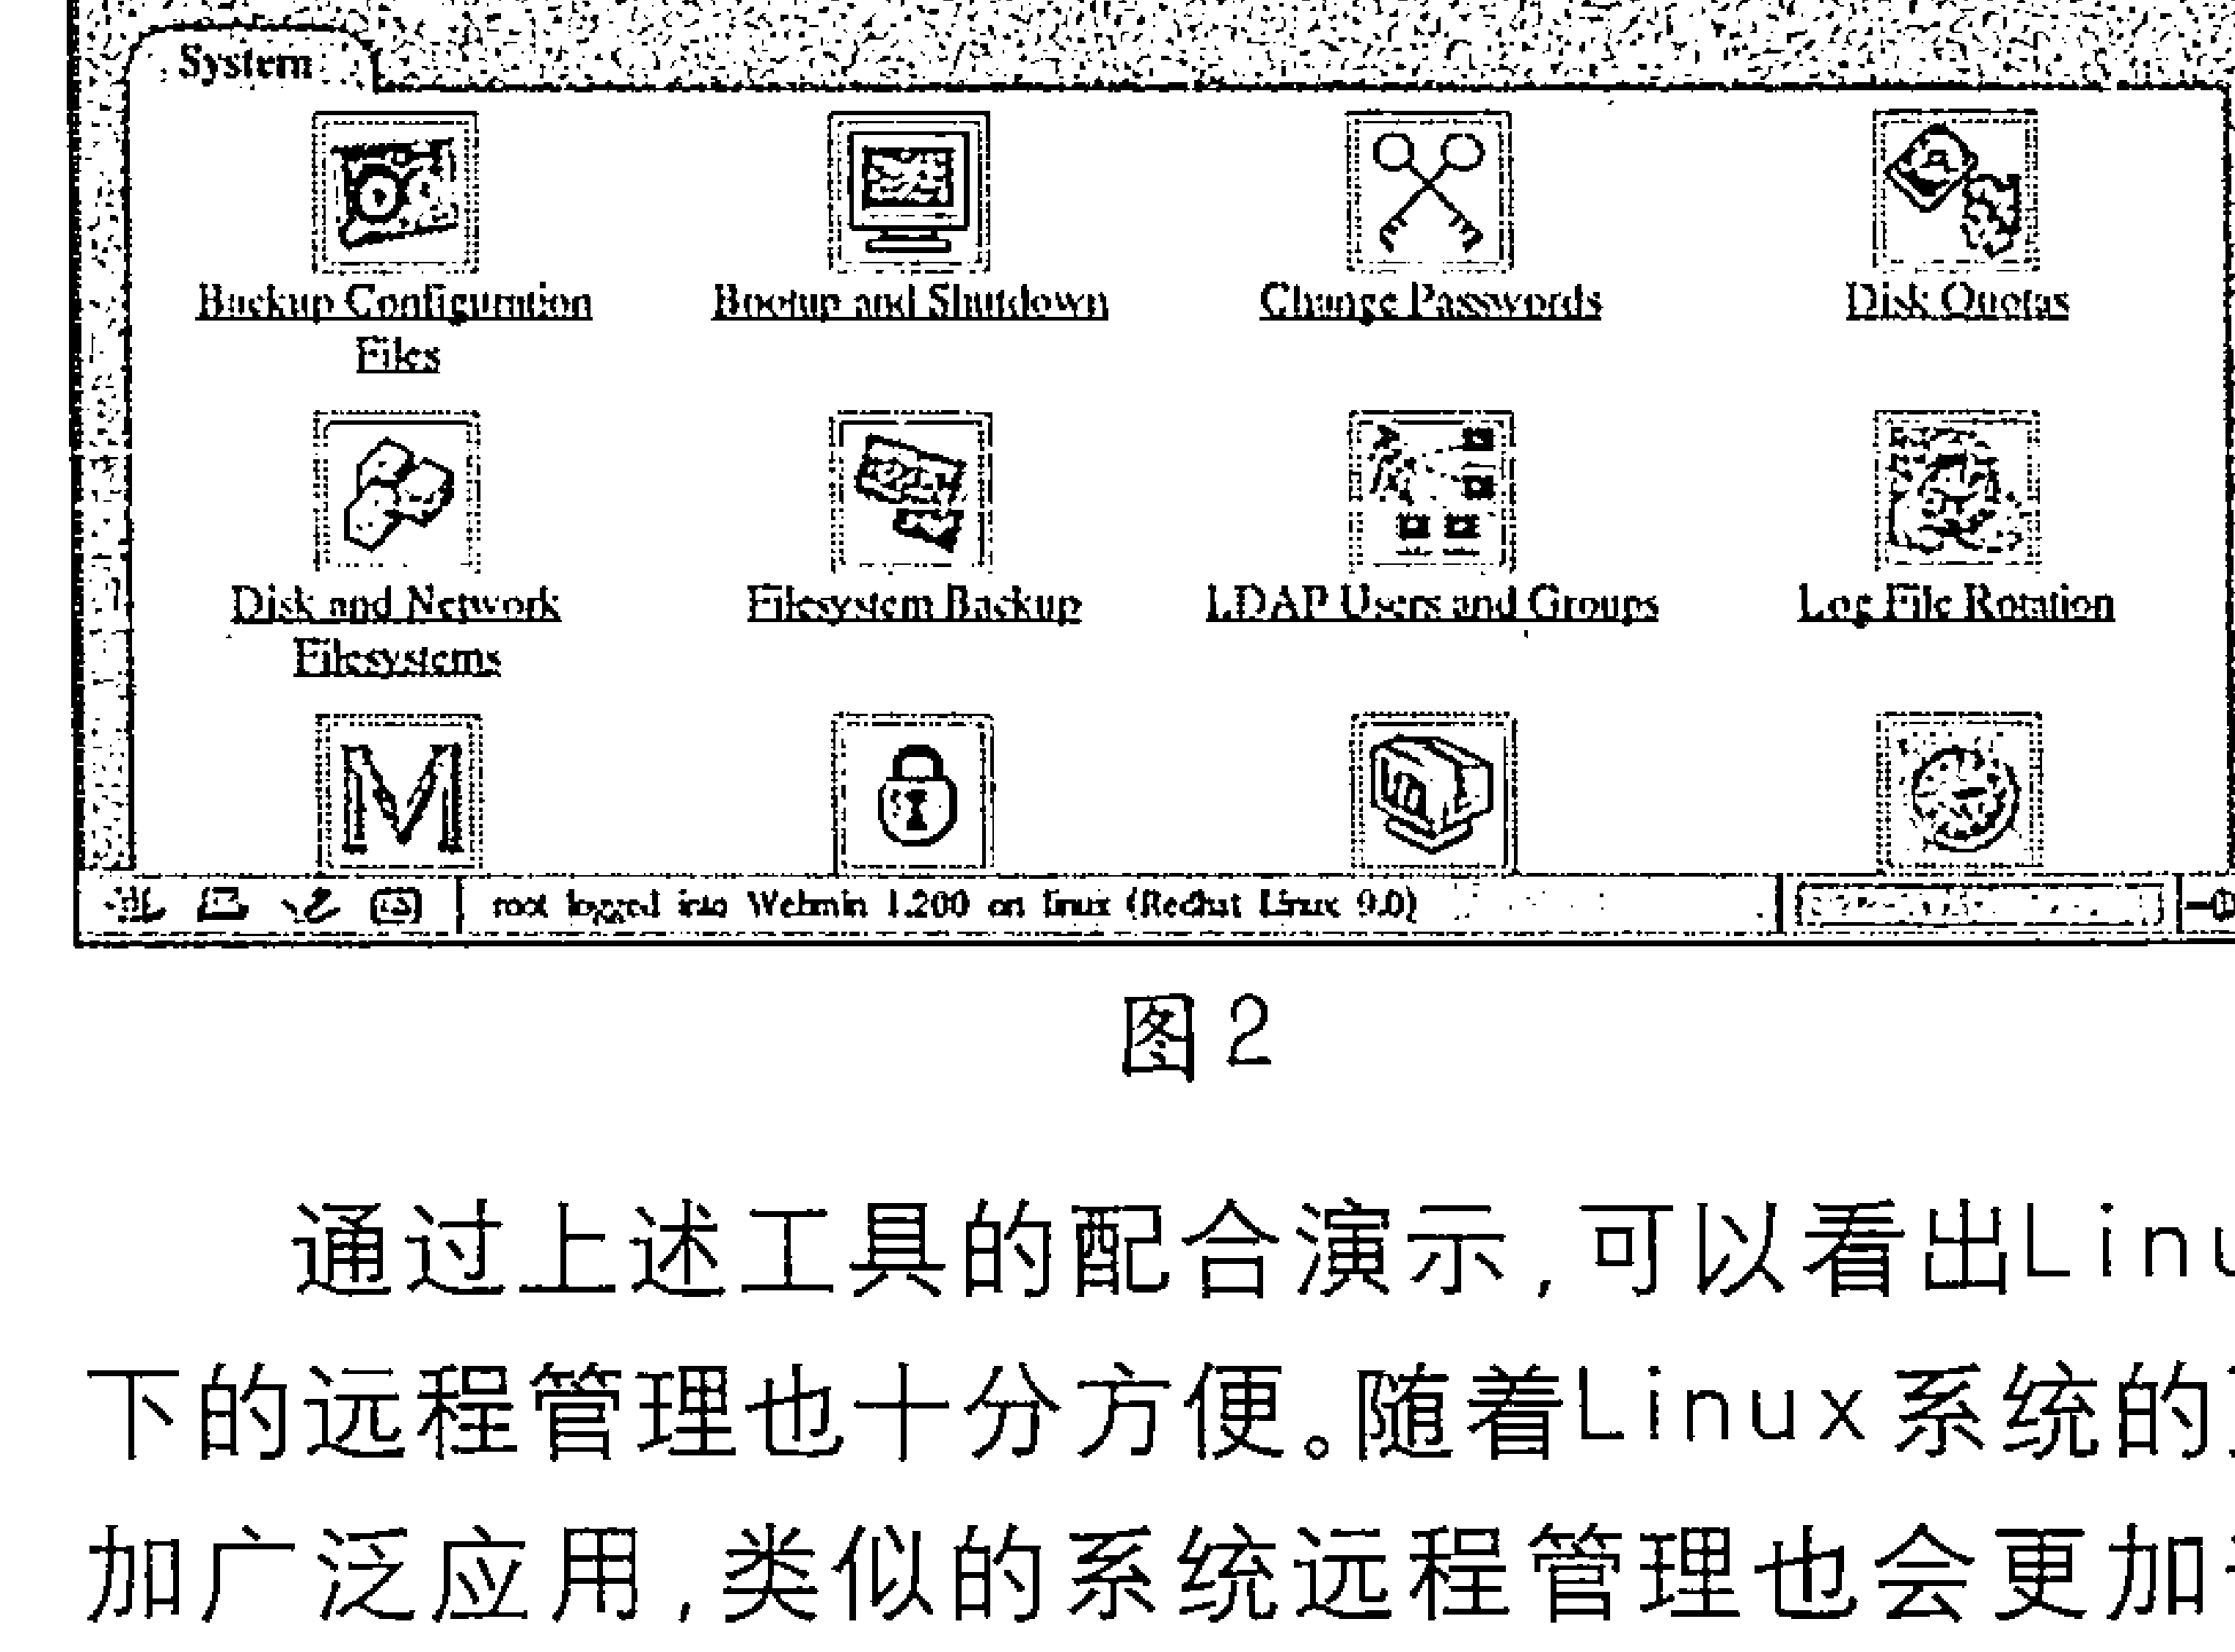 System
Backup Configuration Bootup and Shutdown Change Passwords Disk Quotas
Files
Disk and Network Filesystem Backup LDAP Users and Groups Log File Rotation
Filesystems
root logged into Webmin 1.200 on linux (Redhat Linux 9.0)
图2
通过上述工具的配合演示,可以看出Linu
下的远程管理也十分方便。随着Linux系统的
加广泛应用,类似的系统远程管理也会更加